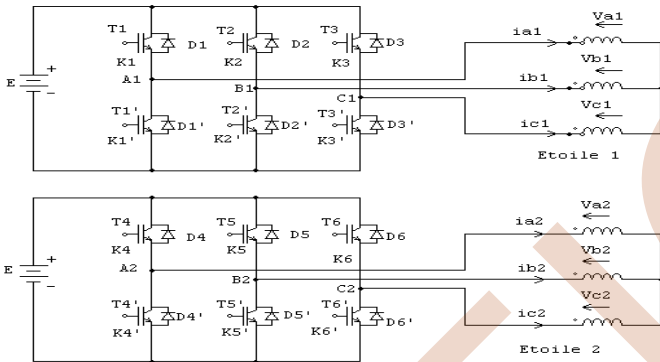 T1 T2 T3 ia1 Va1
D1 D2 D3
K1 K2 K3 Vb1
E + A1 B1 ib1
- C1 Vc1
T1' T2' T3' ic1
D1' D2' D3'
K1' K2' K3' Etoile 1
T4 T5 T6 ia2 Va2
D4 D5 D6
K4 K5 K6 Vb2
E + A2 B2 ib2
- C2 Vc2
T4' T5' T6' ic2
D4' D5' D6'
K4' K5' K6' Etoile 2